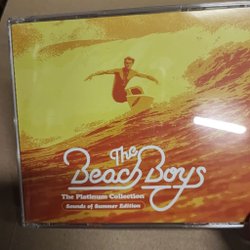 The
Beach Boys
The Platinum Collection
Sounds of Summer Edition